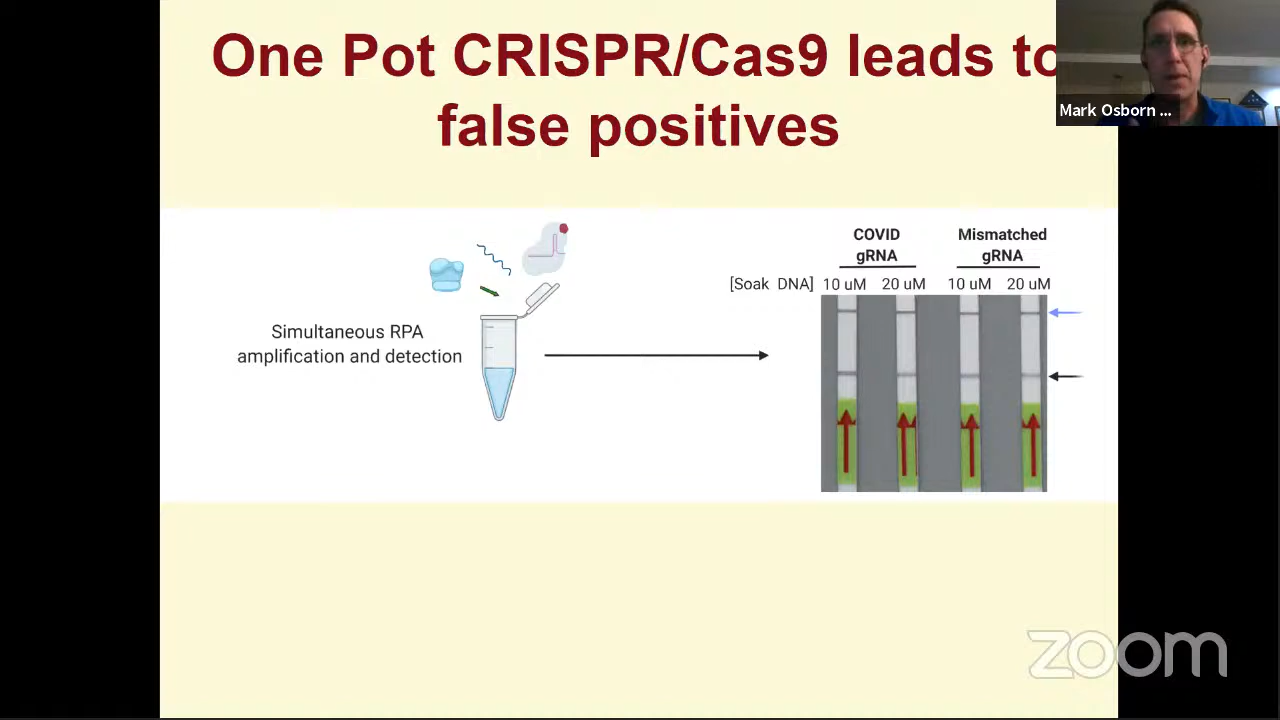 One Pot CRISPR/Cas9 leads to
false positives
Mark Osborn ...
Simultaneous RPA
amplification and detection
COVID
gRNA
Mismatched
gRNA
[Soak DNA] 10 uM 20 uM 10 uM 20 uM
zoom